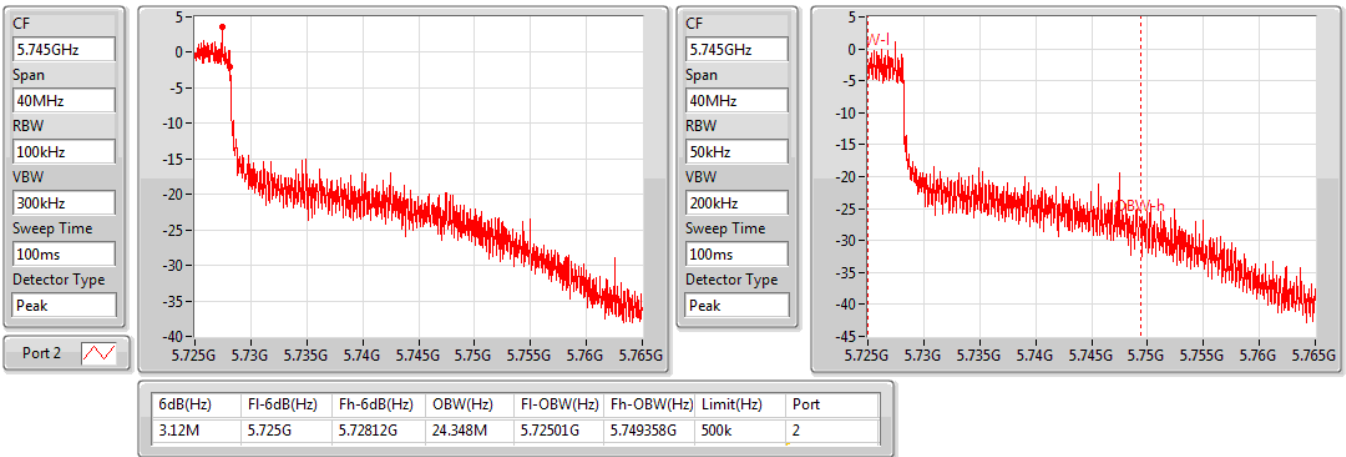 CF
5.745GHz
Span
40MHz
RBW
100kHz
VBW
300kHz
Sweep Time
100ms
Detector Type
Peak
Port 2
5
0
-5
-10
-15
-20
-25
-30
-35
-40
5.725G 5.73G 5.735G 5.74G 5.745G 5.75G 5.755G 5.76G 5.765G
CF
5.745GHz
Span
40MHz
RBW
50kHz
VBW
200kHz
Sweep Time
100ms
Detector Type
Peak
5
0
-5
-10
-15
-20
-25
-30
-35
-40
-45
W-l
OBW-h
5.725G 5.73G 5.735G 5.74G 5.745G 5.75G 5.755G 5.76G 5.765G
6dB(Hz) Fl-6dB(Hz) Fh-6dB(Hz) OBW(Hz) Fl-OBW(Hz) Fh-OBW(Hz) Limit(Hz) Port
3.12M 5.725G 5.72812G 24.348M 5.72501G 5.749358G 500k 2